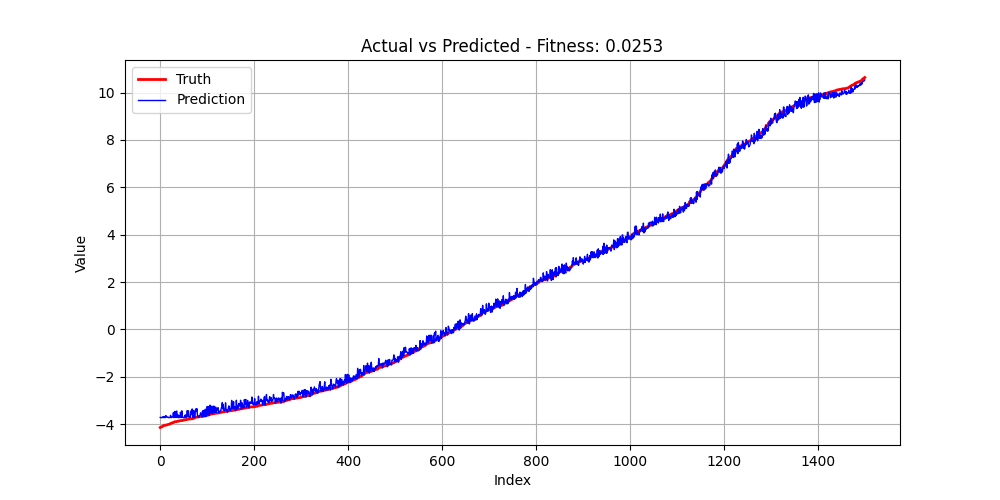 Actual vs Predicted - Fitness: 0.0253
Truth
Prediction
10
8
6
4
2
0
−2
−4
Value
0 200 400 600 800 1000 1200 1400
Index